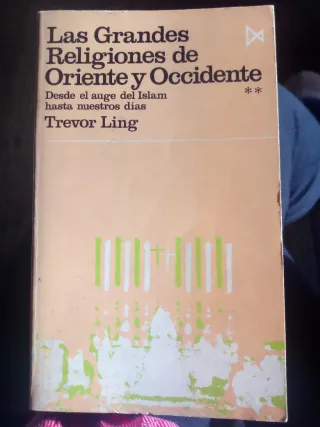 Las Grandes
Religiones de
Oriente y Occidente
**
Desde el auge del Islam
hasta nuestros días
Trevor Ling